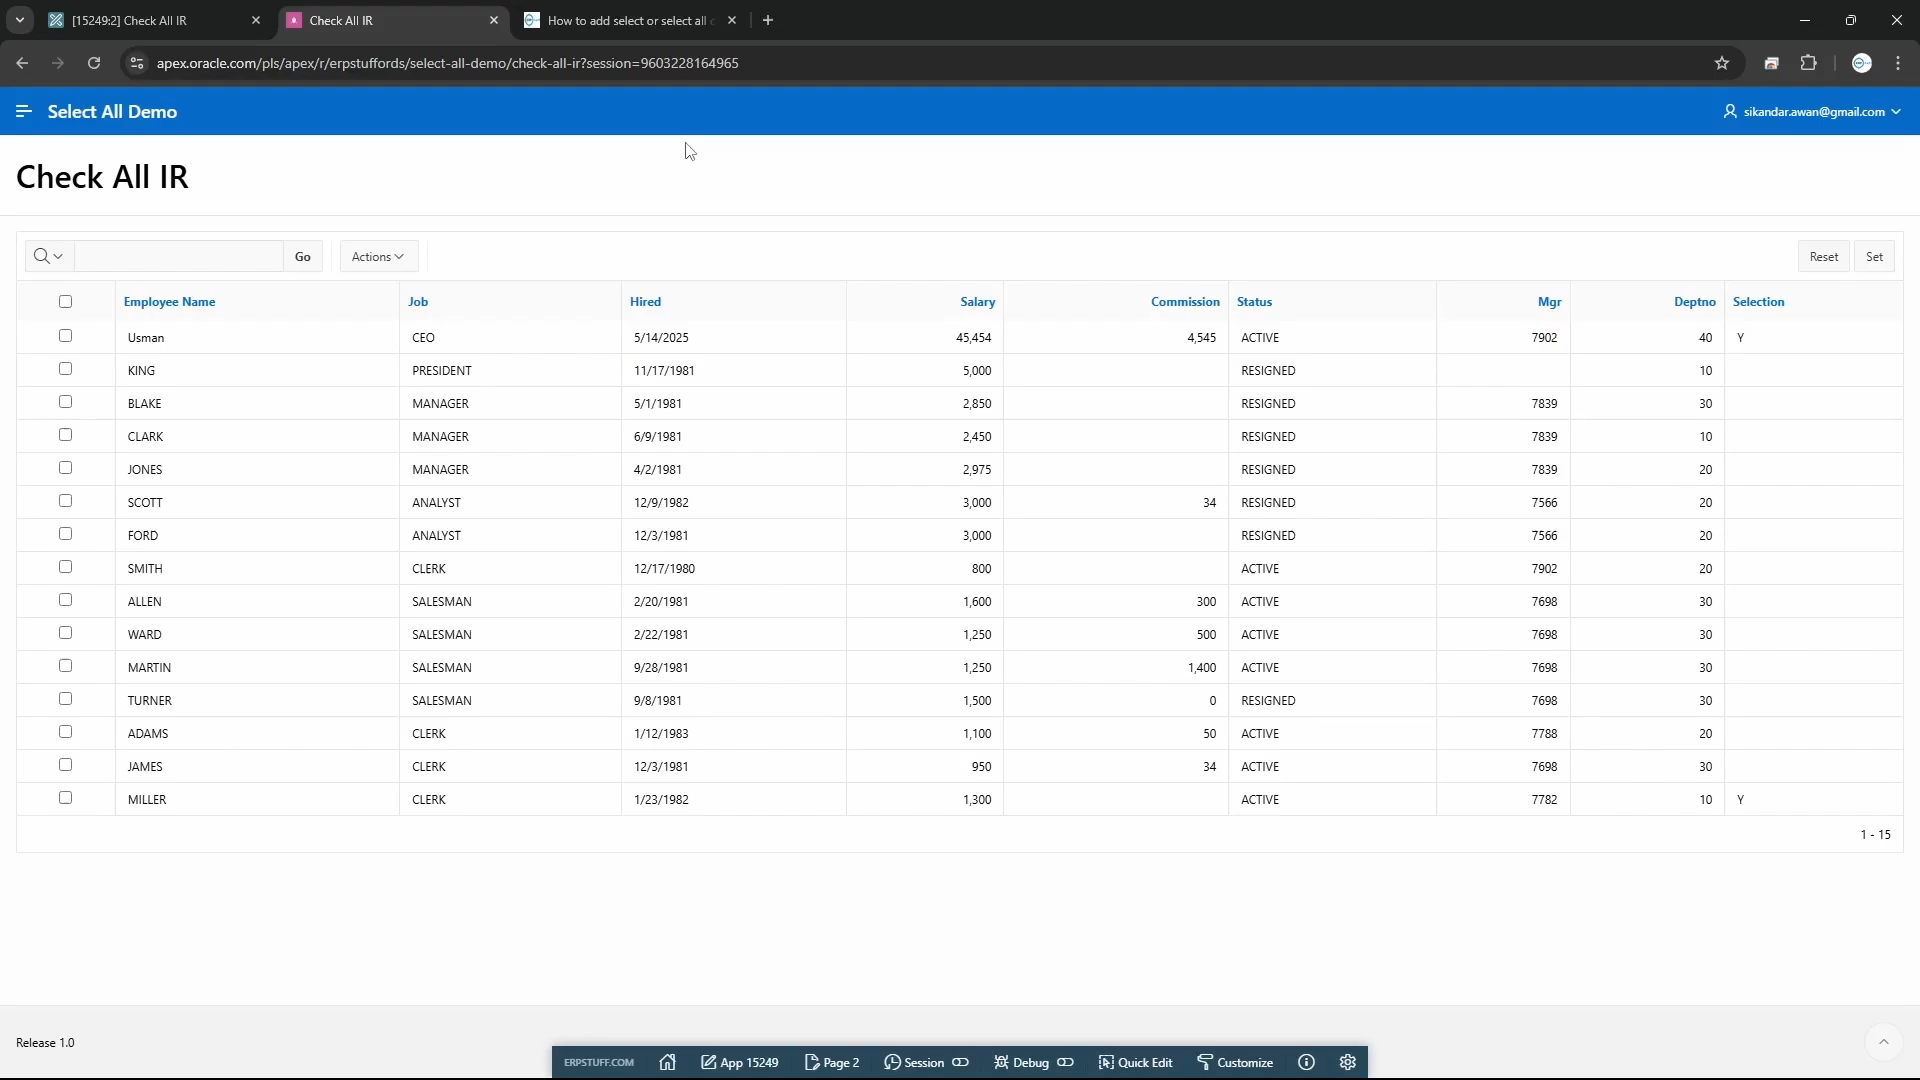 [15249:2] Check All IR
Check All IR
How to add select or select all
apex.oracle.com/pls/apex/r/erpstuffords/select-all-demo/check-all-ir?session=9603228164965
Select All Demo
sikandar.awan@gmail.com
Check All IR
Go
Actions
Reset
Set
Employee Name Job Hired Salary Commission Status Mgr Deptno Selection
Usman CEO 5/14/2025 45,454 4,545 ACTIVE 7902 40 Y
KING PRESIDENT 11/17/1981 5,000 RESIGNED 10
BLAKE MANAGER 5/1/1981 2,850 RESIGNED 7839 30
CLARK MANAGER 6/9/1981 2,450 RESIGNED 7839 10
JONES MANAGER 4/2/1981 2,975 RESIGNED 7839 20
SCOTT ANALYST 12/9/1982 3,000 34 RESIGNED 7566 20
FORD ANALYST 12/3/1981 3,000 RESIGNED 7566 20
SMITH CLERK 12/17/1980 800 ACTIVE 7902 20
ALLEN SALESMAN 2/20/1981 1,600 300 ACTIVE 7698 30
WARD SALESMAN 2/22/1981 1,250 500 ACTIVE 7698 30
MARTIN SALESMAN 9/28/1981 1,250 1,400 ACTIVE 7698 30
TURNER SALESMAN 9/8/1981 1,500 0 RESIGNED 7698 30
ADAMS CLERK 1/12/1983 1,100 50 ACTIVE 7788 20
JAMES CLERK 12/3/1981 950 34 ACTIVE 7698 30
MILLER CLERK 1/23/1982 1,300 ACTIVE 7782 10 Y
1 - 15
Release 1.0
ERPSTUFF.COM
App 15249
Page 2
Session
Debug
Quick Edit
Customize